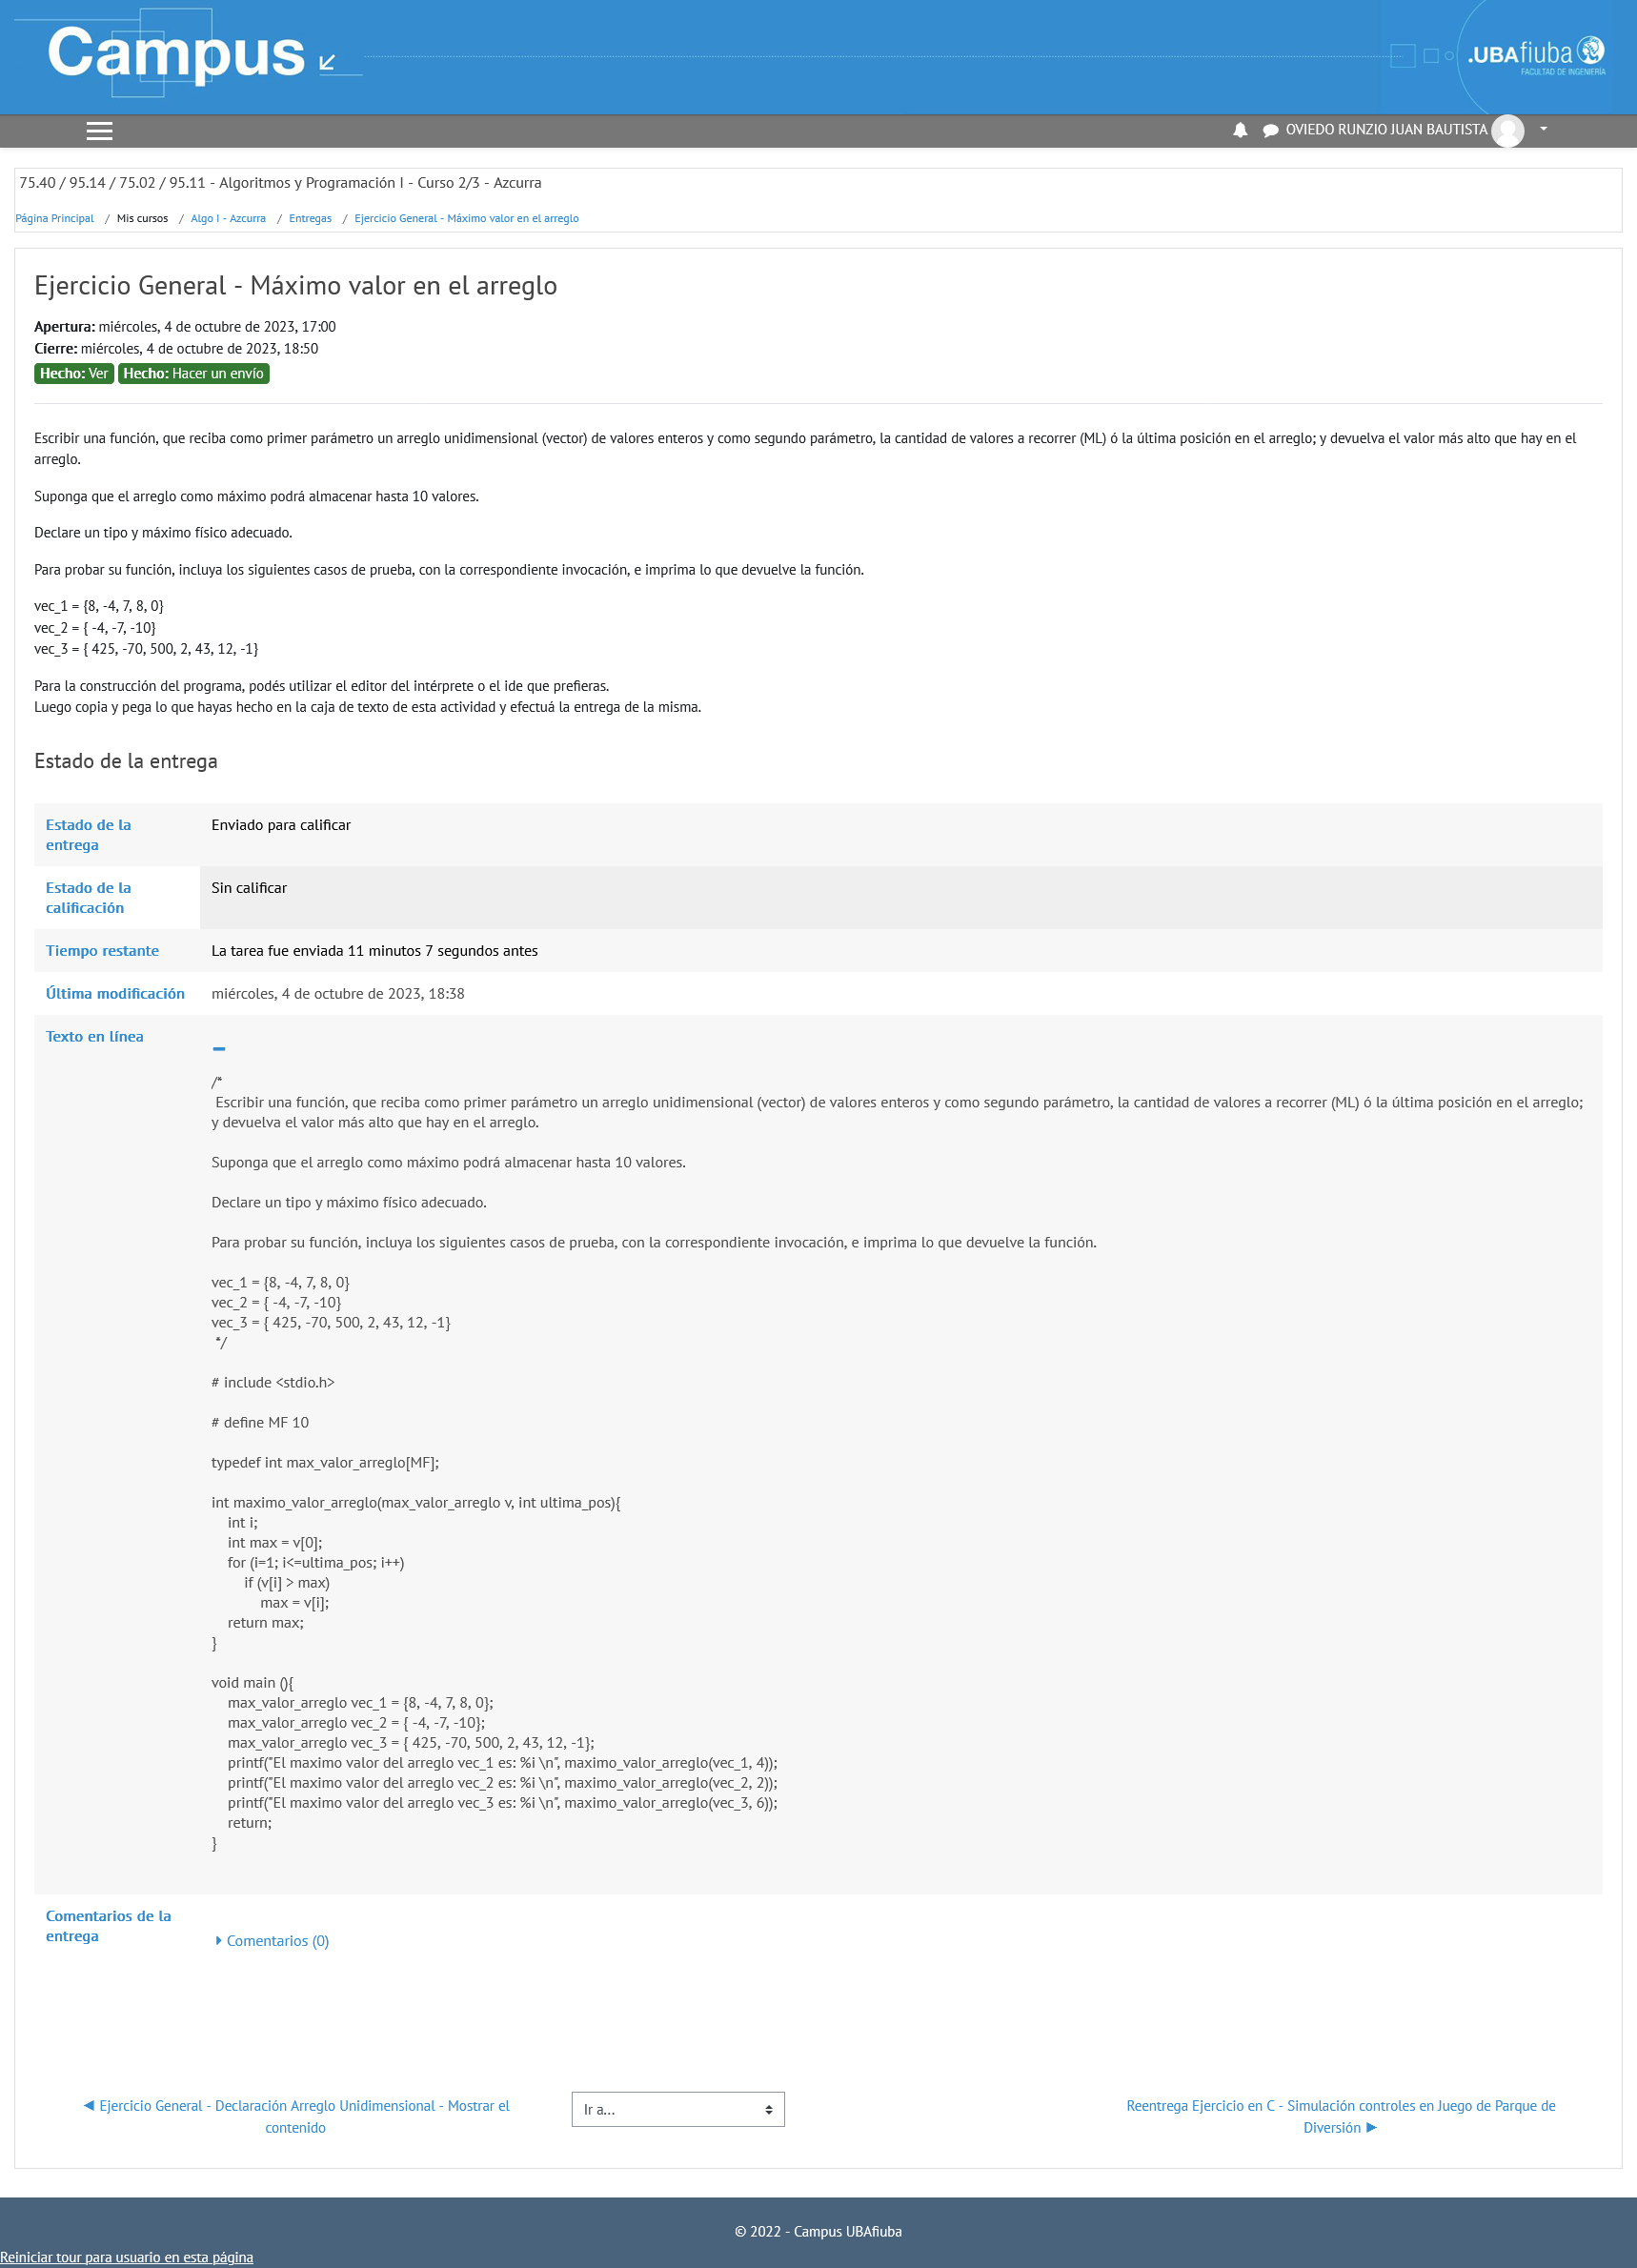 Campus
.UBAfiuba
FACULTAD DE INGENIERÍA
OVIEDO RUNZIO JUAN BAUTISTA
75.40 / 95.14 / 75.02 / 95.11 - Algoritmos y Programación I - Curso 2/3 - Azcurra
Página Principal / Mis cursos / Algo I - Azcurra / Entregas / Ejercicio General - Máximo valor en el arreglo
Ejercicio General - Máximo valor en el arreglo
Apertura: miércoles, 4 de octubre de 2023, 17:00
Cierre: miércoles, 4 de octubre de 2023, 18:50
Hecho: Ver Hecho: Hacer un envío
Escribir una función, que reciba como primer parámetro un arreglo unidimensional (vector) de valores enteros y como segundo parámetro, la cantidad de valores a recorrer (ML) ó la última posición en el arreglo; y devuelva el valor más alto que hay en el
arreglo.
Suponga que el arreglo como máximo podrá almacenar hasta 10 valores.
Declare un tipo y máximo físico adecuado.
Para probar su función, incluya los siguientes casos de prueba, con la correspondiente invocación, e imprima lo que devuelve la función.
vec_1 = {8, -4, 7, 8, 0}
vec_2 = { -4, -7, -10}
vec_3 = { 425, -70, 500, 2, 43, 12, -1}
Para la construcción del programa, podés utilizar el editor del intérprete o el ide que prefieras.
Luego copia y pega lo que hayas hecho en la caja de texto de esta actividad y efectuá la entrega de la misma.
Estado de la entrega
Estado de la
entrega
Enviado para calificar
Estado de la
calificación
Sin calificar
Tiempo restante
La tarea fue enviada 11 minutos 7 segundos antes
Última modificación
miércoles, 4 de octubre de 2023, 18:38
Texto en línea
/*
Escribir una función, que reciba como primer parámetro un arreglo unidimensional (vector) de valores enteros y como segundo parámetro, la cantidad de valores a recorrer (ML) ó la última posición en el arreglo;
y devuelva el valor más alto que hay en el arreglo.
Suponga que el arreglo como máximo podrá almacenar hasta 10 valores.
Declare un tipo y máximo físico adecuado.
Para probar su función, incluya los siguientes casos de prueba, con la correspondiente invocación, e imprima lo que devuelve la función.
vec_1 = {8, -4, 7, 8, 0}
vec_2 = { -4, -7, -10}
vec_3 = { 425, -70, 500, 2, 43, 12, -1}
*/
# include <stdio.h>
# define MF 10
typedef int max_valor_arreglo[MF];
int maximo_valor_arreglo(max_valor_arreglo v, int ultima_pos){
int i;
int max = v[0];
for (i=1; i<=ultima_pos; i++)
if (v[i] > max)
max = v[i];
return max;
}
void main (){
max_valor_arreglo vec_1 = {8, -4, 7, 8, 0};
max_valor_arreglo vec_2 = { -4, -7, -10};
max_valor_arreglo vec_3 = { 425, -70, 500, 2, 43, 12, -1};
printf("El maximo valor del arreglo vec_1 es: %i \n", maximo_valor_arreglo(vec_1, 4));
printf("El maximo valor del arreglo vec_2 es: %i \n", maximo_valor_arreglo(vec_2, 2));
printf("El maximo valor del arreglo vec_3 es: %i \n", maximo_valor_arreglo(vec_3, 6));
return;
}
Comentarios de la
entrega
Comentarios (0)
◀ Ejercicio General - Declaración Arreglo Unidimensional - Mostrar el
contenido
Ir a...
Reentrega Ejercicio en C - Simulación controles en Juego de Parque de
Diversión ▶
© 2022 - Campus UBAfiuba
Reiniciar tour para usuario en esta página